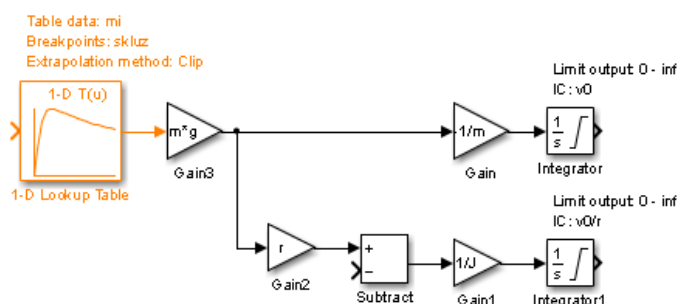 Table data: mi
Breakpoints: skluz
Extrapolation method: Clip
1-D T(u)
1-D Lookup Table
m*g
Gain3
-1/m
Gain
Limit output: 0 - inf
IC: v0
1
s
Integrator
r
Gain2
+
−
Subtract
1/J
Gain1
Limit output: 0 - inf
IC: v0/r
1
s
Integrator1